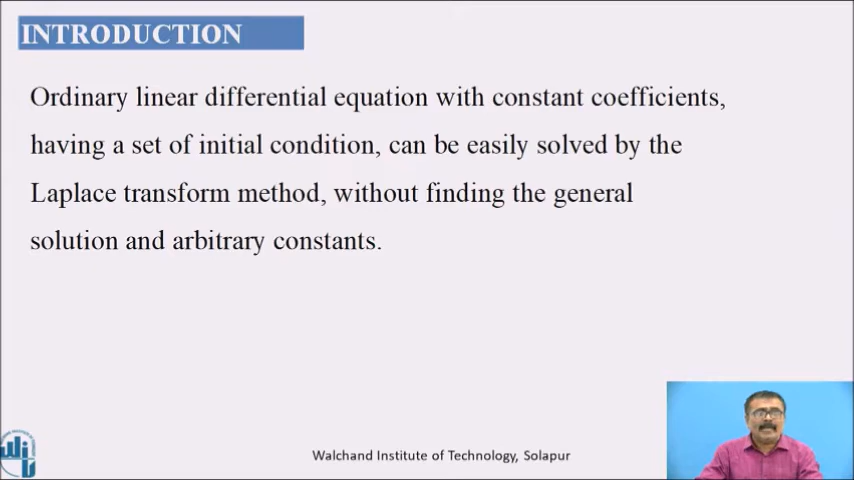 INTRODUCTION
Ordinary linear differential equation with constant coefficients,
having a set of initial condition, can be easily solved by the
Laplace transform method, without finding the general
solution and arbitrary constants.
Walchand Institute of Technology, Solapur